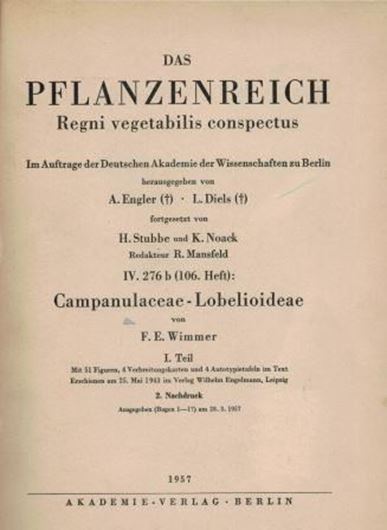 DAS
PFLANZENREICH
Regni vegetabilis conspectus
Im Auftrage der Deutschen Akademie der Wissenschaften zu Berlin
herausgegeben von
A. Engler (†) · L. Diels (†)
fortgesetzt von
H. Stubbe und K. Noack
Redakteur R. Mansfeld
IV. 276 b (106. Heft):
Campanulaceae - Lobelioideae
von
F. E. Wimmer
I. Teil
Mit 51 Figuren, 4 Verbreitungskarten und 4 Autotypietafeln im Text
Erschienen am 25. Mai 1943 im Verlag Wilhelm Engelmann, Leipzig
2. Nachdruck
Ausgegeben (Bogen 1—17) am 20. 3. 1957
1957
AKADEMIE - VERLAG · BERLIN